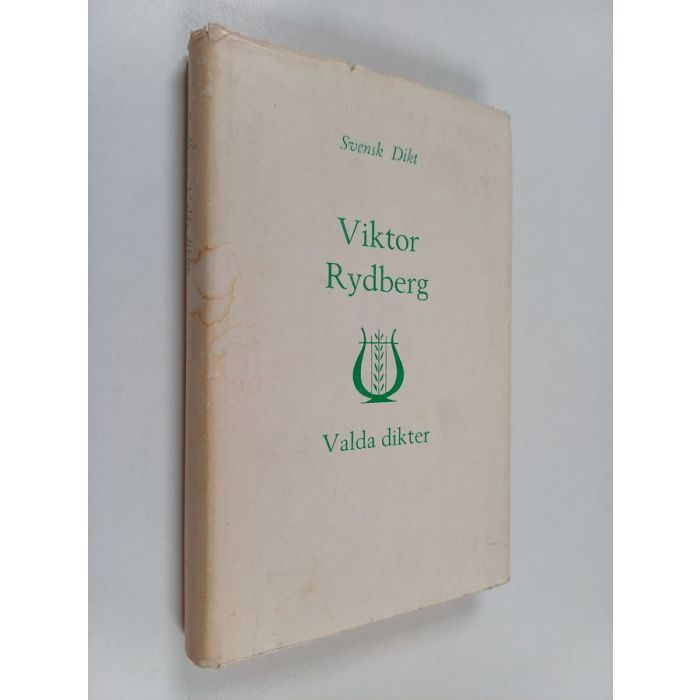 Svensk Dikt
Viktor
Rydberg
Valda dikter